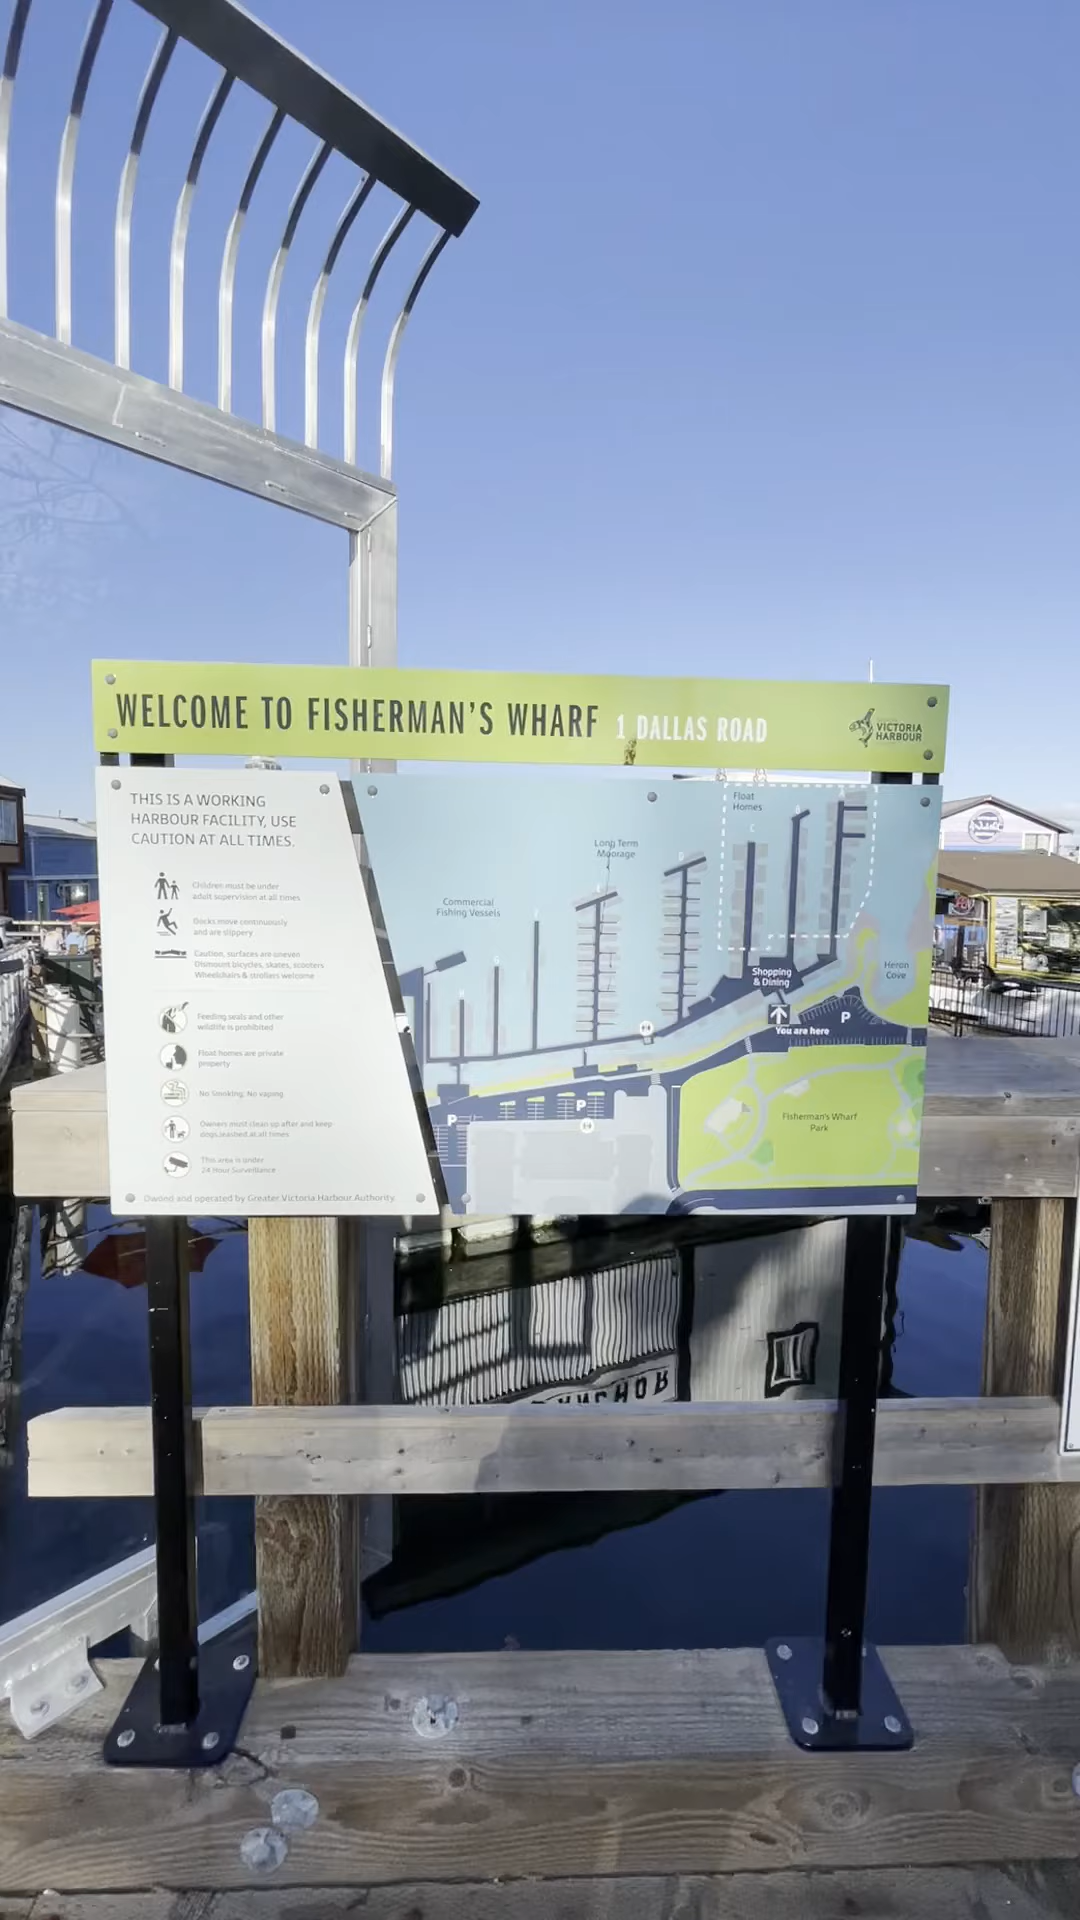 WELCOME TO FISHERMAN'S WHARF 1 DALLAS ROAD
VICTORIA
HARBOUR
THIS IS A WORKING
HARBOUR FACILITY, USE
CAUTION AT ALL TIMES.
Children must be under
adult supervision at all times
Docks move continuously
and are slippery
Caution, surfaces are uneven
Dismount bicycles, skates, scooters
Wheelchairs & strollers welcome
Feeding seals and other
wildlife is prohibited
Float homes are private
property
No Smoking, No vaping
Owners must clean up after and keep
dogs leashed at all times
This area is under
24 Hour Surveillance
Owned and operated by Greater Victoria Harbour Authority
Commercial
Fishing Vessels
Long Term
Moorage
Float
Homes
C
G
Shopping
& Dining
Heron
Cove
You are here
P
P
P
Fisherman's Wharf
Park
ANCHOR